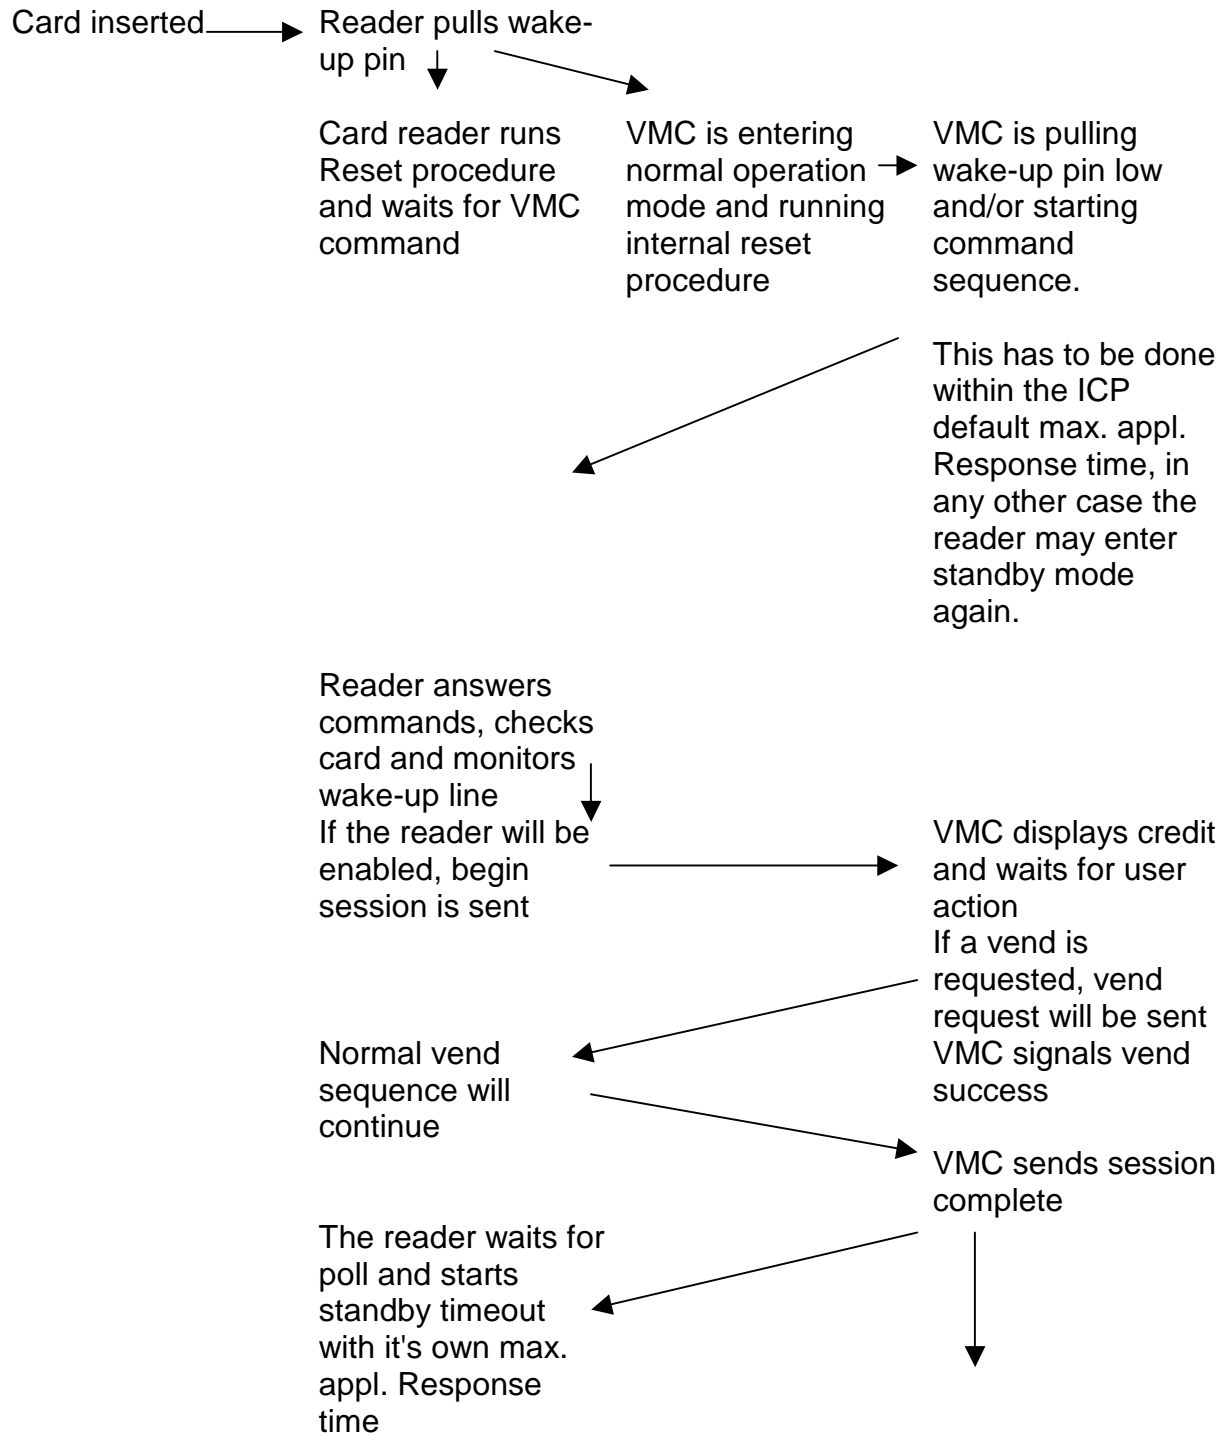 Card inserted
Reader pulls wake-
up pin
Card reader runs
Reset procedure
and waits for VMC
command
VMC is entering
normal operation
mode and running
internal reset
procedure
VMC is pulling
wake-up pin low
and/or starting
command
sequence.
This has to be done
within the ICP
default max. appl.
Response time, in
any other case the
reader may enter
standby mode
again.
Reader answers
commands, checks
card and monitors
wake-up line
If the reader will be
enabled, begin
session is sent
VMC displays credit
and waits for user
action
If a vend is
requested, vend
request will be sent
Normal vend
sequence will
continue
VMC signals vend
success
VMC sends session
complete
The reader waits for
poll and starts
standby timeout
with it's own max.
appl. Response
time